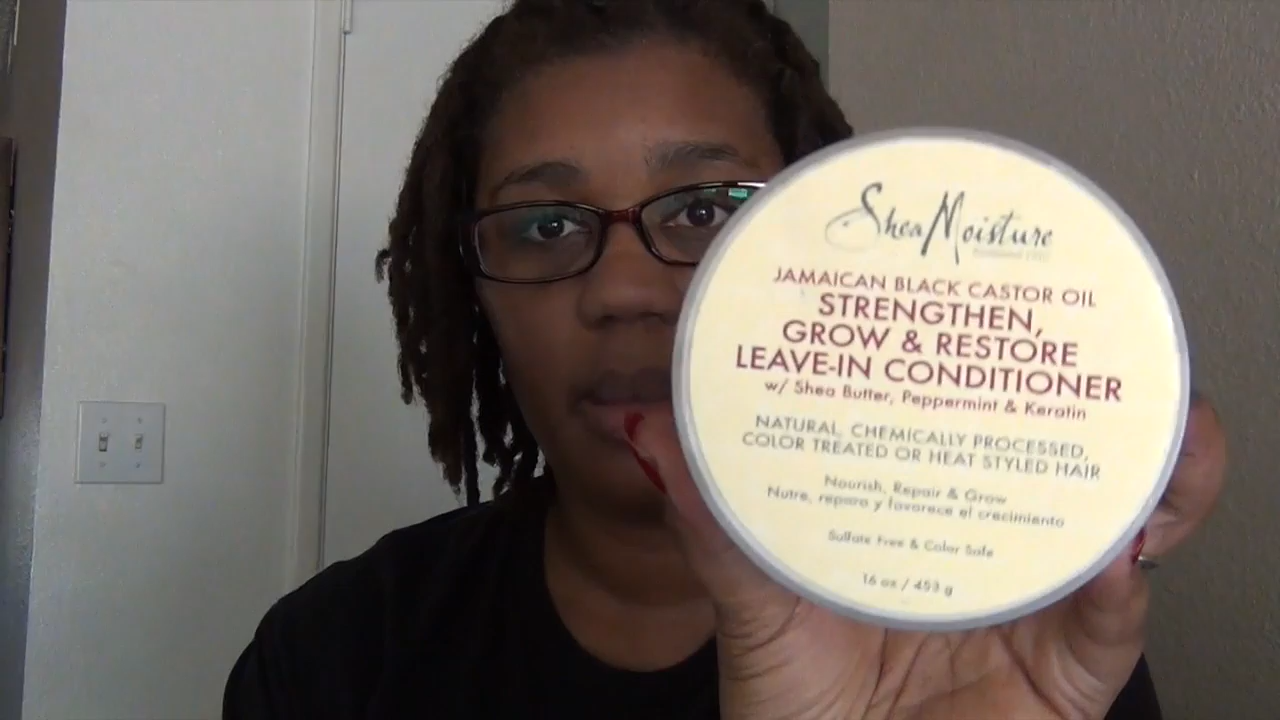 SheaMoisture
JAMAICAN BLACK CASTOR OIL
STRENGTHEN,
GROW & RESTORE
LEAVE-IN CONDITIONER
w/ Shea Butter, Peppermint & Keratin
NATURAL, CHEMICALLY PROCESSED,
COLOR TREATED OR HEAT STYLED HAIR
Nourish, Repair & Grow
Nutre, repara y favorece el crecimiento
Sulfate Free & Color Safe
16 oz / 453 g